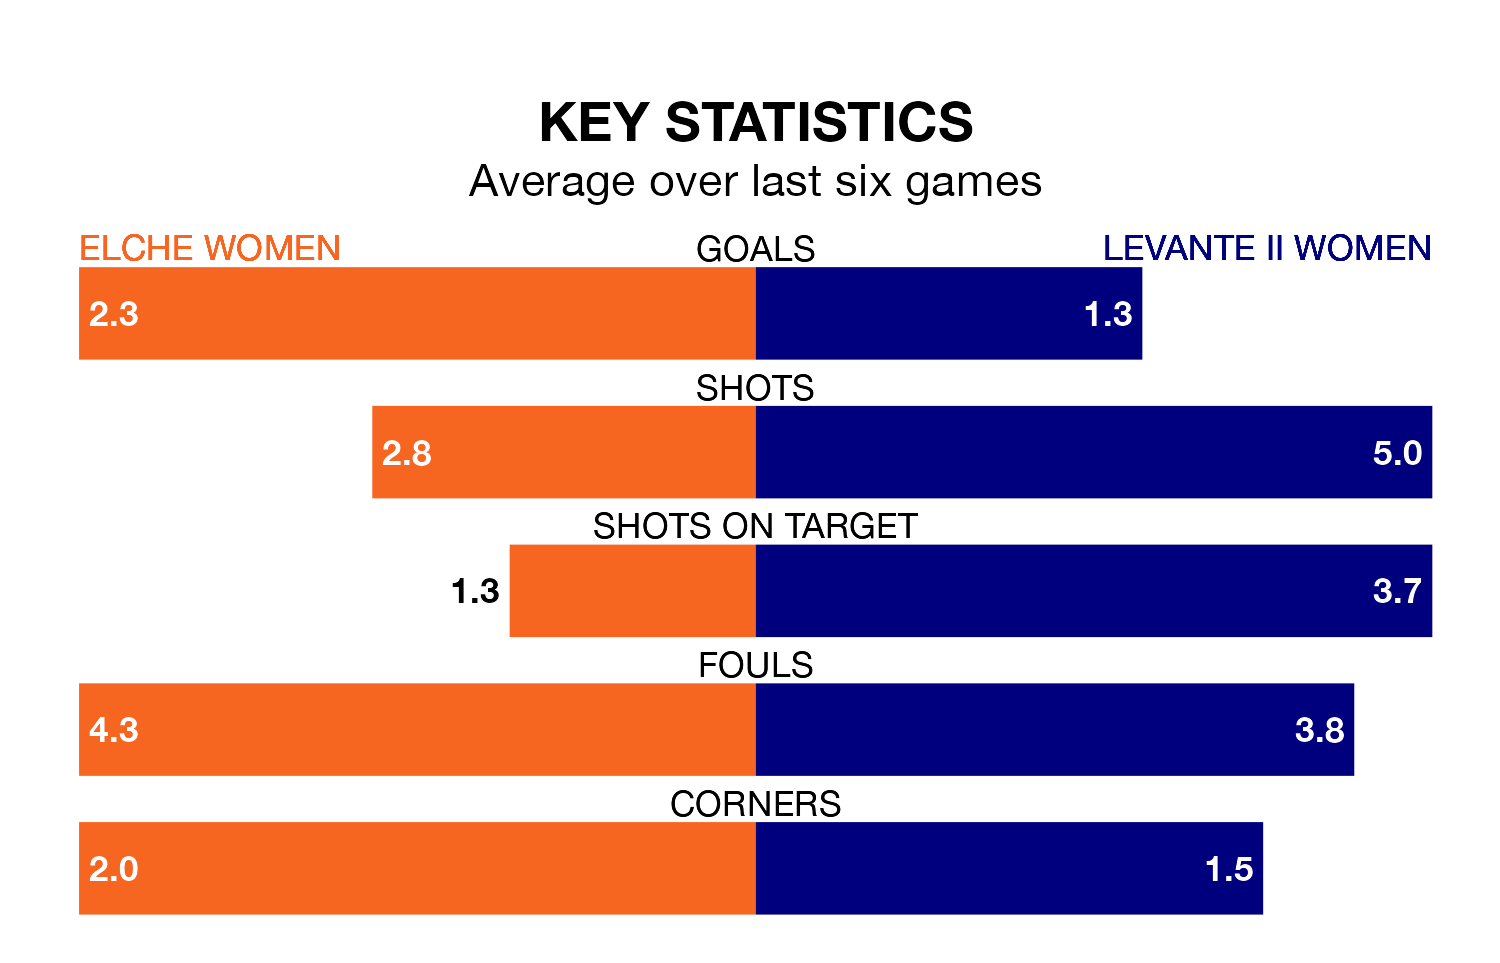 KEY STATISTICS
Average over last six games
ELCHE WOMEN GOALS LEVANTE II WOMEN
2.3 1.3
SHOTS
2.8 5.0
SHOTS ON TARGET
1.3 3.7
FOULS
4.3 3.8
CORNERS
2.0 1.5